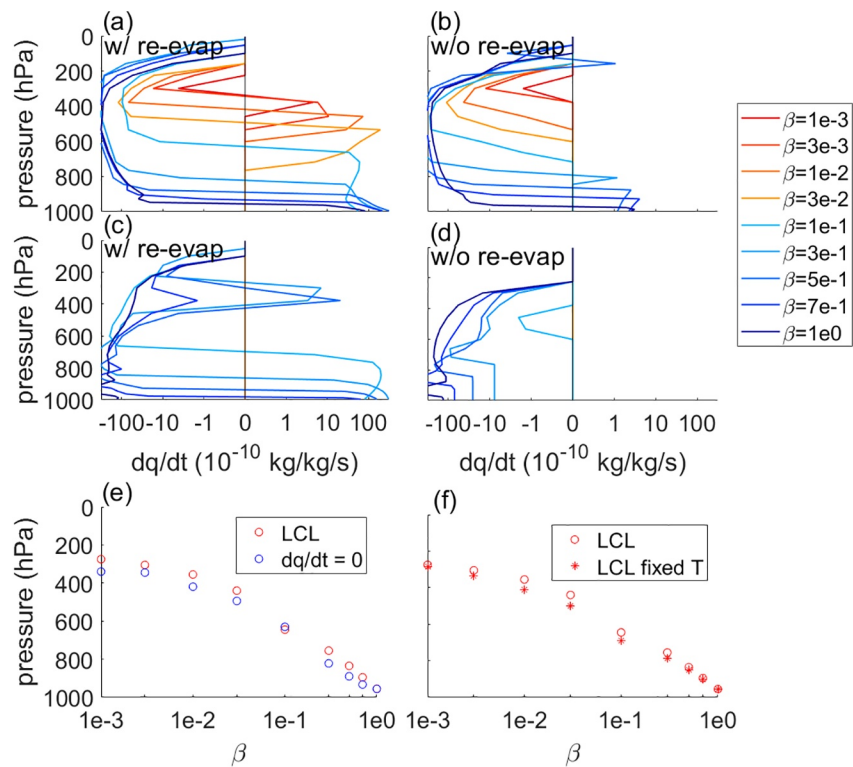 (a)
(b)
0
w/ re-evap
w/o re-evap
200
400
600
800
1000
pressure (hPa)
β=1e-3
β=3e-3
β=1e-2
β=3e-2
β=1e-1
β=3e-1
β=5e-1
β=7e-1
β=1e0
(c)
(d)
0
w/ re-evap
w/o re-evap
200
400
600
800
1000
pressure (hPa)
-100 -10 -1 0 1 10 100
-100 -10 -1 0 1 10 100
dq/dt (10⁻¹⁰ kg/kg/s)
dq/dt (10⁻¹⁰ kg/kg/s)
(e)
(f)
0
200
400
600
800
1000
pressure (hPa)
LCL
dq/dt = 0
LCL
LCL fixed T
1e-3 1e-2 1e-1 1e0
1e-3 1e-2 1e-1 1e0
β
β